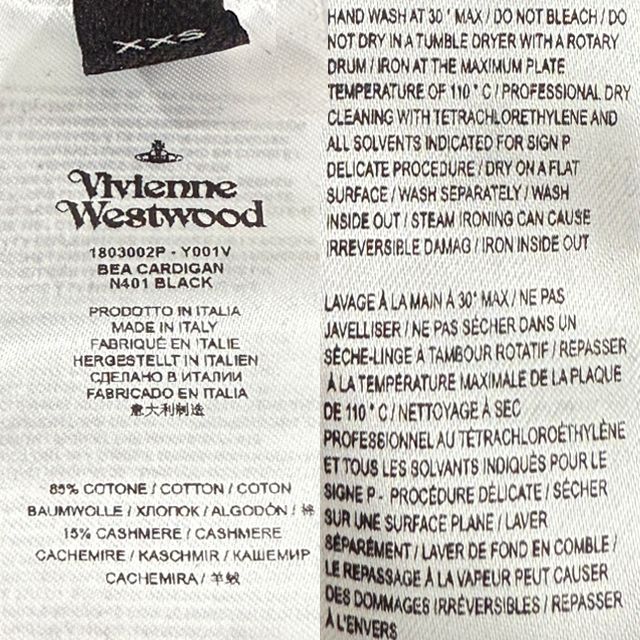 XXS
Vivienne
Westwood
1803002P - Y001V
BEA CARDIGAN
N401 BLACK
PRODOTTO IN ITALIA
MADE IN ITALY
FABRIQUÉ EN ITALIE
HERGESTELLT IN ITALIEN
СДЕЛАНО В ИТАЛИИ
FABRICADO EN ITALIA
意大利制造
85% COTONE / COTTON / COTON
BAUMWOLLE / ХЛОПОК / ALGODÓN / 棉
15% CASHMERE / CASHMERE
CACHEMIRE / KASCHMIR / КАШЕМИР
CACHEMIRA / 羊绒
HAND WASH AT 30 ° MAX / DO NOT BLEACH / DO
NOT DRY IN A TUMBLE DRYER WITH A ROTARY
DRUM / IRON AT THE MAXIMUM PLATE
TEMPERATURE OF 110 ° C / PROFESSIONAL DRY
CLEANING WITH TETRACHLORETHYLENE AND
ALL SOLVENTS INDICATED FOR SIGN P
DELICATE PROCEDURE / DRY ON A FLAT
SURFACE / WASH SEPARATELY / WASH
INSIDE OUT / STEAM IRONING CAN CAUSE
IRREVERSIBLE DAMAG / IRON INSIDE OUT
LAVAGE À LA MAIN À 30° MAX / NE PAS
JAVELLISER / NE PAS SÉCHER DANS UN
SÈCHE-LINGE À TAMBOUR ROTATIF / REPASSER
À LA TEMPÉRATURE MAXIMALE DE LA PLAQUE
DE 110 ° C / NETTOYAGE À SEC
PROFESSIONNEL AU TÉTRACHLOROÉTHYLÈNE
ET TOUS LES SOLVANTS INDIQUÉS POUR LE
SIGNE P - PROCÉDURE DÉLICATE / SÉCHER
SUR UNE SURFACE PLANE / LAVER
SÉPARÉMENT / LAVER DE FOND EN COMBLE /
LE REPASSAGE À LA VAPEUR PEUT CAUSER
DES DOMMAGES IRRÉVERSIBLES / REPASSER
À L'ENVERS